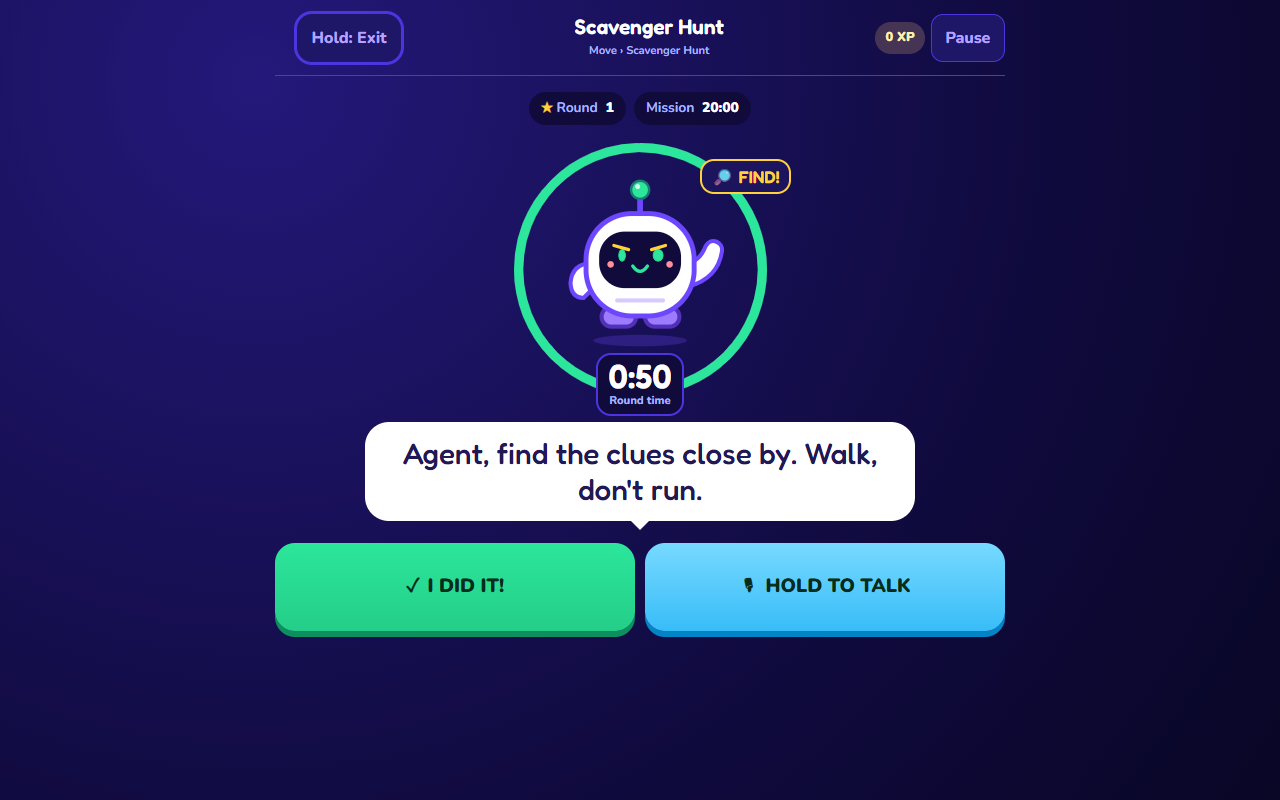 Hold: Exit
Scavenger Hunt
Move › Scavenger Hunt
0 XP
Pause
Round 1
Mission 20:00
FIND!
0:50
Round time
Agent, find the clues close by. Walk,
don't run.
✓ I DID IT!
HOLD TO TALK